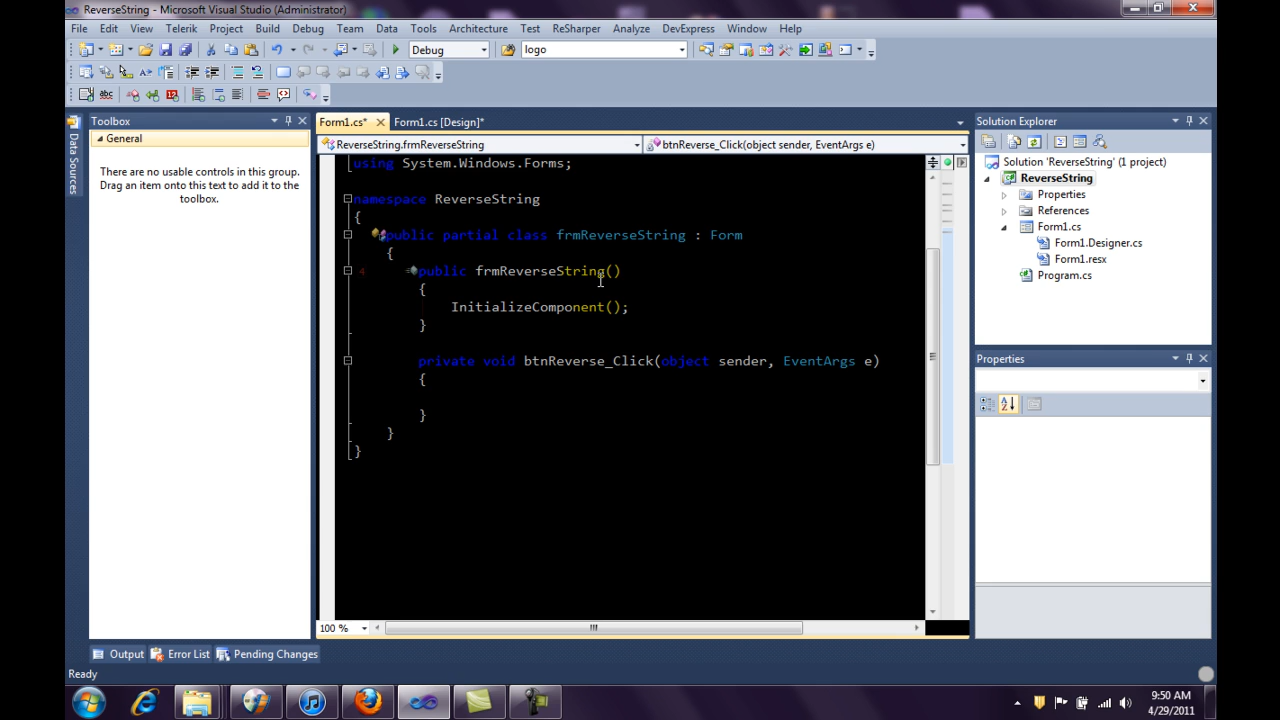 ReverseString - Microsoft Visual Studio (Administrator)
File Edit View Telerik Project Build Debug Team Data Tools Architecture Test ReSharper Analyze DevExpress Window Help
Debug logo
Toolbox
General
There are no usable controls in this group.
Drag an item onto this text to add it to the
toolbox.
Data Sources
Form1.cs* Form1.cs [Design]*
ReverseString.frmReverseString btnReverse_Click(object sender, EventArgs e)
using System.Windows.Forms;
namespace ReverseString
{
public partial class frmReverseString : Form
{
4 public frmReverseString()
{
InitializeComponent();
}
private void btnReverse_Click(object sender, EventArgs e)
{
}
}
}
100 %
Solution Explorer
Solution 'ReverseString' (1 project)
ReverseString
Properties
References
Form1.cs
Form1.Designer.cs
Form1.resx
Program.cs
Properties
Output Error List Pending Changes
Ready
9:50 AM
4/29/2011